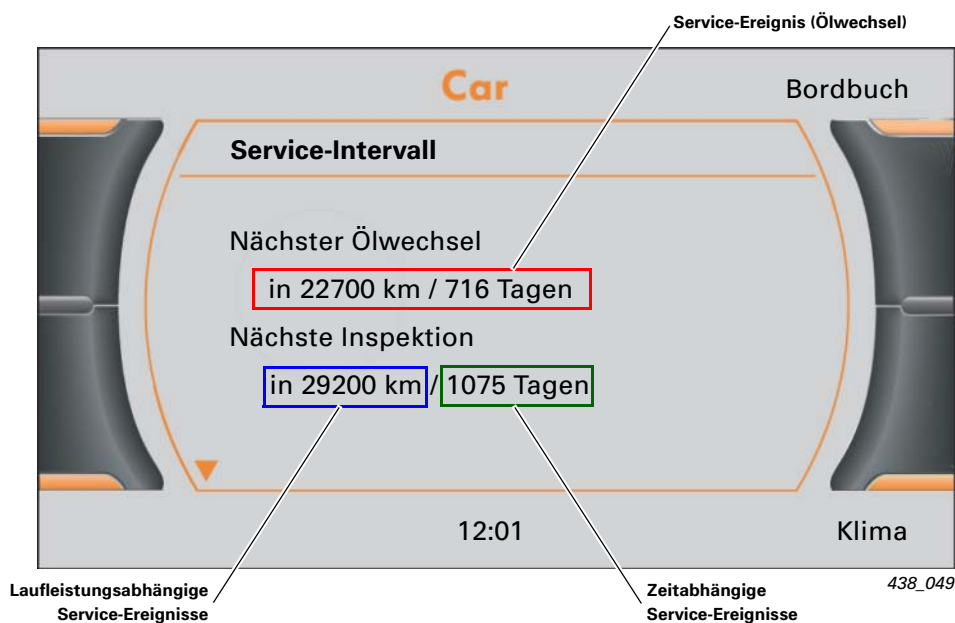 Service-Ereignis (Ölwechsel)
Car
Bordbuch
Service-Intervall
Nächster Ölwechsel
in 22700 km / 716 Tagen
Nächste Inspektion
in 29200 km / 1075 Tagen
12:01
Klima
Laufleistungsabhängige
Service-Ereignisse
Zeitabhängige
Service-Ereignisse
438_049